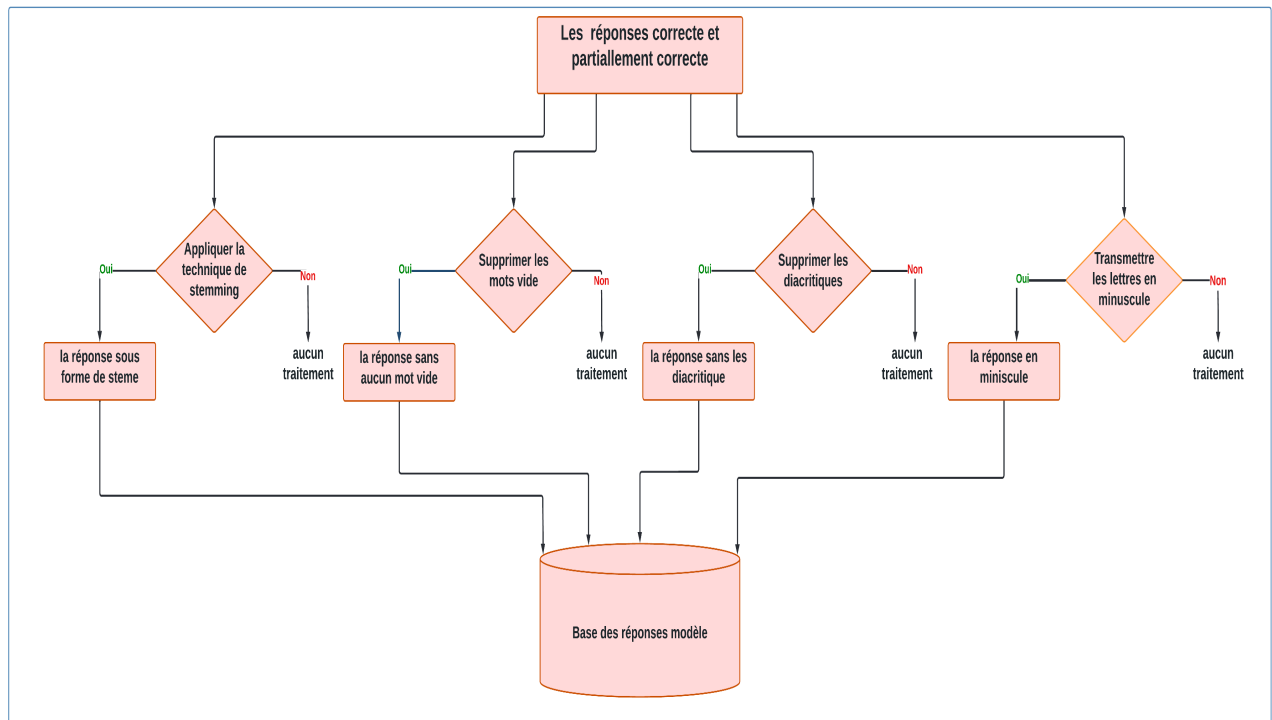 Les réponses correcte et
partiallement correcte
Appliquer la
technique de
stemming
Oui
Non
la réponse sous
forme de steme
aucun
traitement
Supprimer les
mots vide
Oui
Non
la réponse sans
aucun mot vide
aucun
traitement
Supprimer les
diacritiques
Oui
Non
la réponse sans les
diacritique
aucun
traitement
Transmettre
les lettres en
minuscule
Oui
Non
la réponse en
miniscule
aucun
traitement
Base des réponses modèle